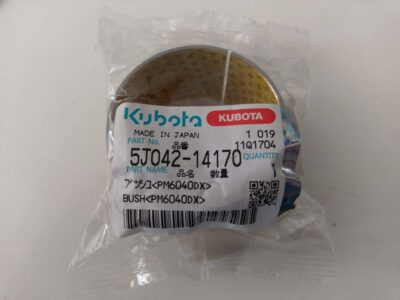 Kubota KUBOTA
MADE IN JAPAN 1 019
PART No. 品番 11Q1704
5J042-14170 QUANTITY
PART NAME 品名 数量 1
ブッシュ<PM6040DX>
BUSH<PM6040DX>